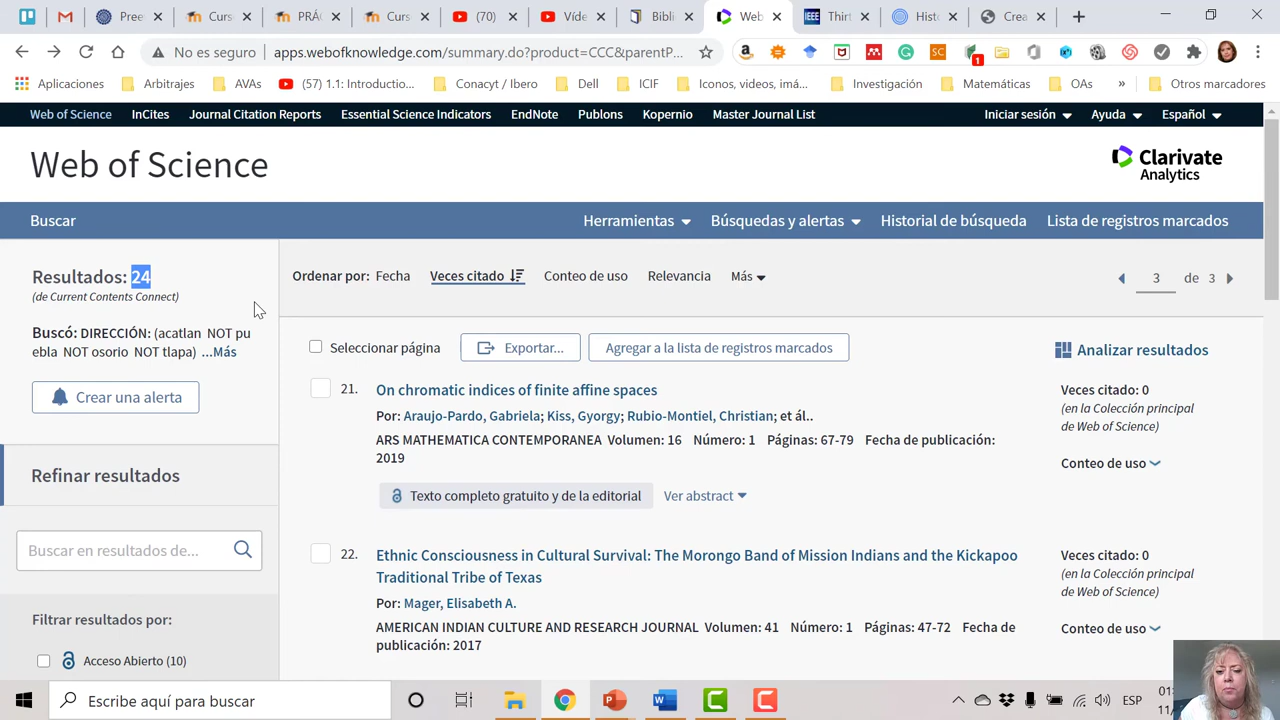 Pree
Curso
PRÁC
Curs
(70)
Víde
Bibli
Web
IEEE Thirt
Histo
Crea
No es seguro apps.webofknowledge.com/summary.do?product=CCC&parentP...
SC
1
Aplicaciones Arbitrajes AVAs (57) 1.1: Introductio... Conacyt / Ibero Dell ICIF Iconos, videos, imá... Investigación Matemáticas OAs » Otros marcadores
Web of Science InCites Journal Citation Reports Essential Science Indicators EndNote Publons Kopernio Master Journal List Iniciar sesión Ayuda Español
Web of Science
Clarivate
Analytics
Buscar Herramientas Búsquedas y alertas Historial de búsqueda Lista de registros marcados
Resultados: 24
(de Current Contents Connect)
Buscó: DIRECCIÓN: (acatlan NOT pu
ebla NOT osorio NOT tlapa) ...Más
Crear una alerta
Refinar resultados
Buscar en resultados de...
Filtrar resultados por:
Acceso Abierto (10)
Ordenar por: Fecha Veces citado Conteo de uso Relevancia Más
3 de 3
Seleccionar página Exportar... Agregar a la lista de registros marcados
Analizar resultados
21. On chromatic indices of finite affine spaces
Por: Araujo-Pardo, Gabriela; Kiss, Gyorgy; Rubio-Montiel, Christian; et ál..
ARS MATHEMATICA CONTEMPORANEA Volumen: 16 Número: 1 Páginas: 67-79 Fecha de publicación:
2019
Texto completo gratuito y de la editorial Ver abstract
Veces citado: 0
(en la Colección principal
de Web of Science)
Conteo de uso
22. Ethnic Consciousness in Cultural Survival: The Morongo Band of Mission Indians and the Kickapoo
Traditional Tribe of Texas
Por: Mager, Elisabeth A.
AMERICAN INDIAN CULTURE AND RESEARCH JOURNAL Volumen: 41 Número: 1 Páginas: 47-72 Fecha de
publicación: 2017
Veces citado: 0
(en la Colección principal
de Web of Science)
Conteo de uso
Escribe aquí para buscar
ESP